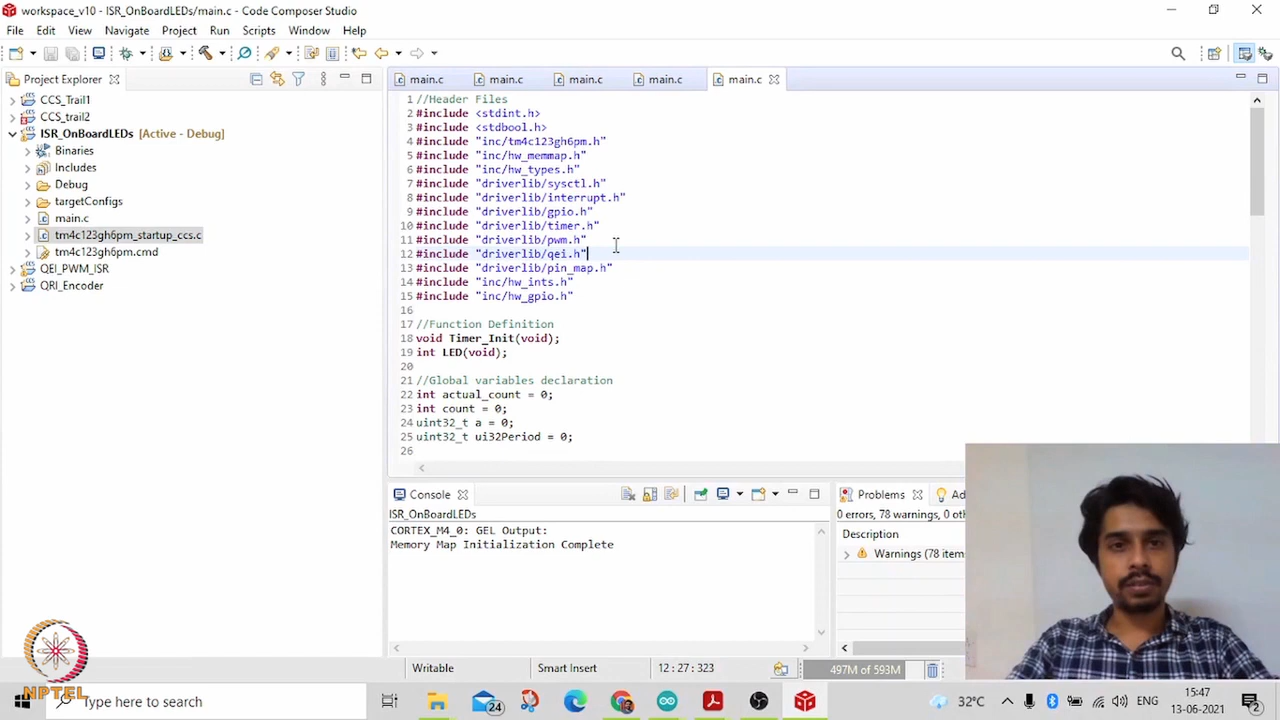 workspace_v10 - ISR_OnBoardLEDs/main.c - Code Composer Studio
File Edit View Navigate Project Run Scripts Window Help
Project Explorer
CCS_Trail1
CCS_trail2
ISR_OnBoardLEDs [Active - Debug]
Binaries
Includes
Debug
targetConfigs
main.c
tm4c123gh6pm_startup_ccs.c
tm4c123gh6pm.cmd
QEI_PWM_ISR
QRI_Encoder
main.c main.c main.c main.c main.c
1 //Header Files
2 #include <stdint.h>
3 #include <stdbool.h>
4 #include "inc/tm4c123gh6pm.h"
5 #include "inc/hw_memmap.h"
6 #include "inc/hw_types.h"
7 #include "driverlib/sysctl.h"
8 #include "driverlib/interrupt.h"
9 #include "driverlib/gpio.h"
10 #include "driverlib/timer.h"
11 #include "driverlib/pwm.h"
12 #include "driverlib/qei.h"
13 #include "driverlib/pin_map.h"
14 #include "inc/hw_ints.h"
15 #include "inc/hw_gpio.h"
16
17 //Function Definition
18 void Timer_Init(void);
19 int LED(void);
20
21 //Global variables declaration
22 int actual_count = 0;
23 int count = 0;
24 uint32_t a = 0;
25 uint32_t ui32Period = 0;
26
Console
ISR_OnBoardLEDs
CORTEX_M4_0: GEL Output:
Memory Map Initialization Complete
Problems Ad
0 errors, 78 warnings, 0 oth
Description
Warnings (78 item
Writable Smart Insert 12 : 27 : 323 497M of 593M
NPTEL
Type here to search
24
32°C ENG
15:47
13-06-2021
2